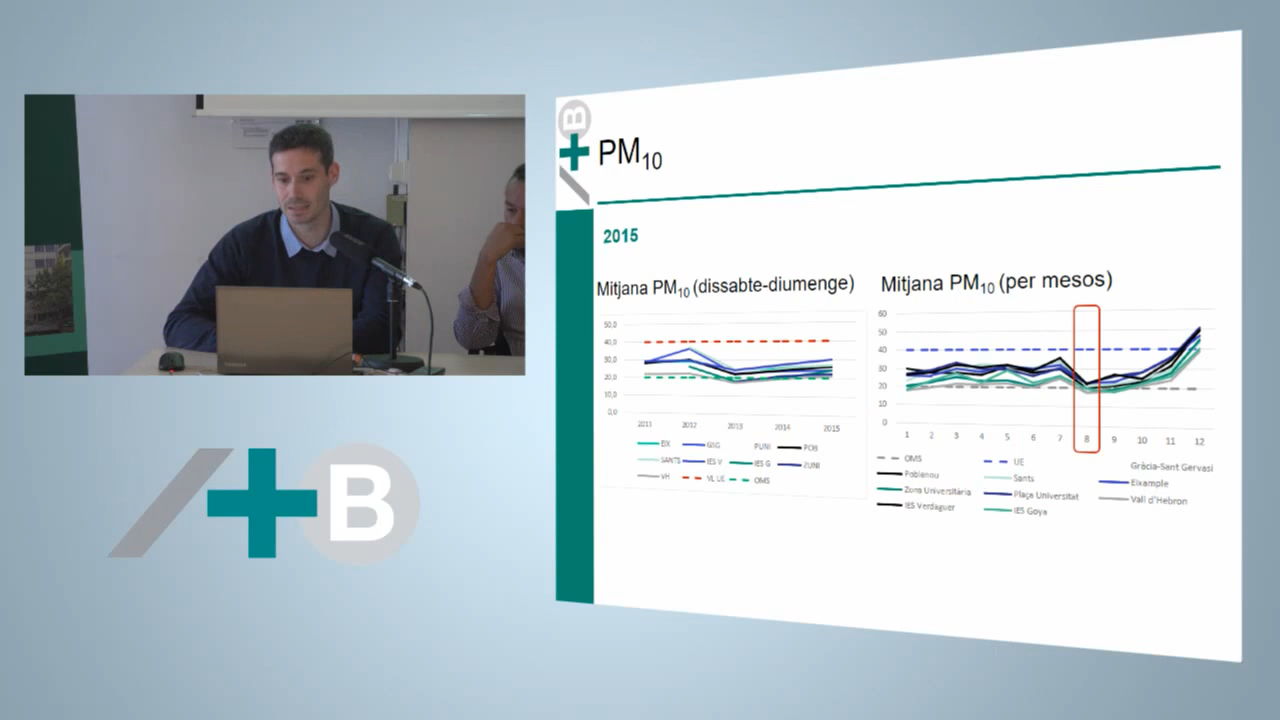 B
PM10
2015
Mitjana PM10 (dissabte-diumenge)
50,0
40,0
30,0
20,0
10,0
0,0
2011 2012 2013 2014 2015
EIX GSG PUNI POB
SANTS IES V IES G ZUNI
VH VL UE OMS
Mitjana PM10 (per mesos)
60
50
40
30
20
10
0
1 2 3 4 5 6 7 8 9 10 11 12
OMS UE Gràcia-Sant Gervasi
Poblenou Sants Eixample
Zona Universitària Plaça Universitat Vall d'Hebron
IES Verdaguer IES Goya
B